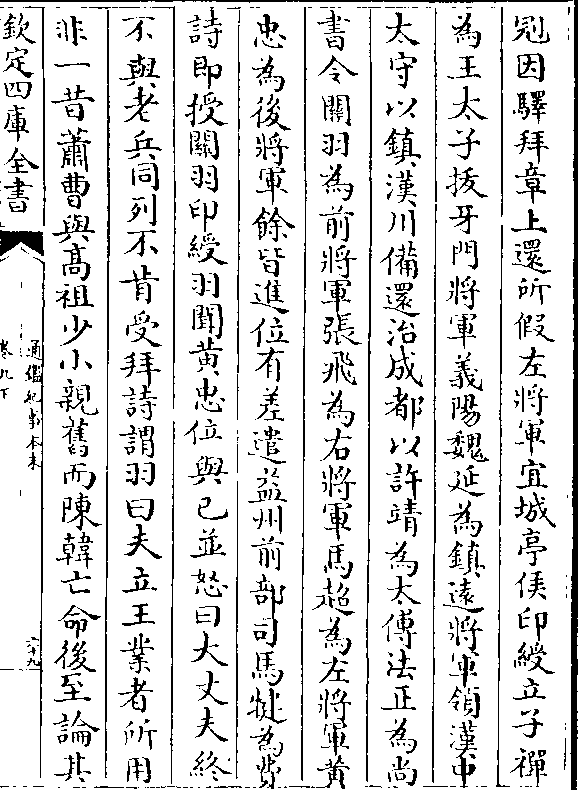 冠因驛拜章上還所假左將軍宜城亭侯印綬立子禪
為王太子拔牙門將軍義陽魏延為鎮遠將軍領漢中
太守以鎮漢川備還治成都以許靖為太傅法正為尚
書令關羽為前將軍張飛為右將軍馬超為左將軍黃
忠為後將軍餘皆進位有差遣益州前部司馬犍為費
詩即授關羽印綬羽聞黃忠位與已並怒曰大丈夫終
不與老兵同列不肯受拜詩謂羽曰夫立王業者所用
非一昔蕭曹與高祖少小親舊而陳韓亡命後至論其
欽定四庫全書
通鑑紀事本末
卷九下
六十九